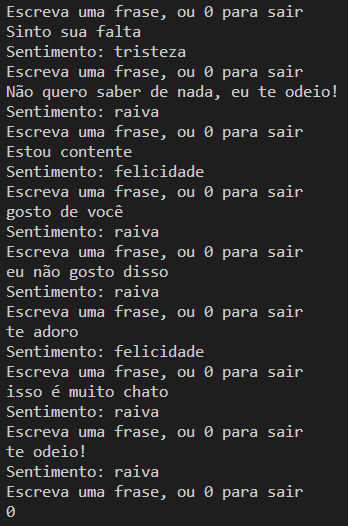 Escreva uma frase, ou 0 para sair
Sinto sua falta
Sentimento: tristeza
Escreva uma frase, ou 0 para sair
Não quero saber de nada, eu te odeio!
Sentimento: raiva
Escreva uma frase, ou 0 para sair
Estou contente
Sentimento: felicidade
Escreva uma frase, ou 0 para sair
gosto de você
Sentimento: raiva
Escreva uma frase, ou 0 para sair
eu não gosto disso
Sentimento: raiva
Escreva uma frase, ou 0 para sair
te adoro
Sentimento: felicidade
Escreva uma frase, ou 0 para sair
isso é muito chato
Sentimento: raiva
Escreva uma frase, ou 0 para sair
te odeio!
Sentimento: raiva
Escreva uma frase, ou 0 para sair
0